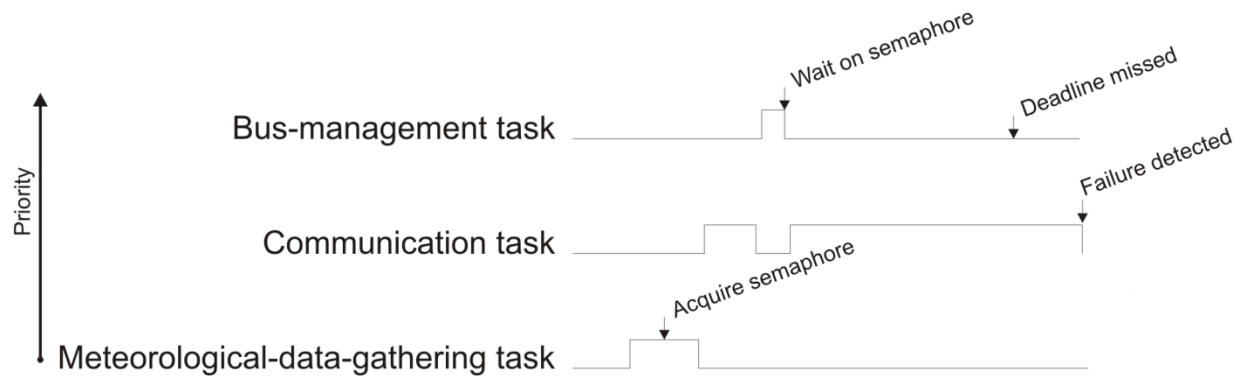 Wait on semaphore
Deadline missed
Bus-management task
Failure detected
Priority
Communication task
Acquire semaphore
Meteorological-data-gathering task